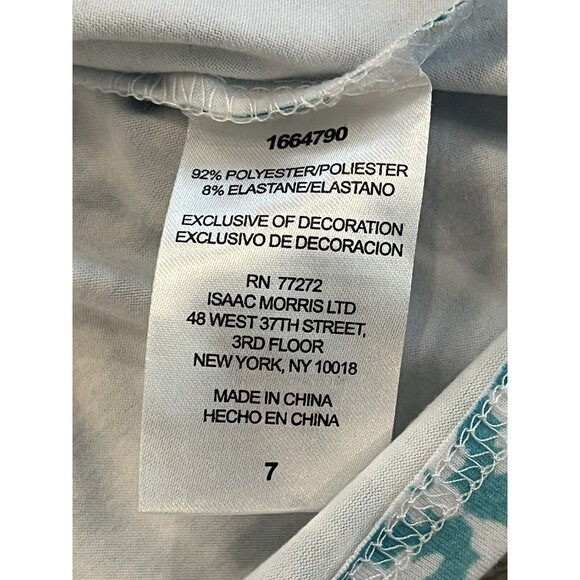 1664790
92% POLYESTER/POLIESTER
8% ELASTANE/ELASTANO
EXCLUSIVE OF DECORATION
EXCLUSIVO DE DECORACION
RN 77272
ISAAC MORRIS LTD
48 WEST 37TH STREET,
3RD FLOOR
NEW YORK, NY 10018
MADE IN CHINA
HECHO EN CHINA
7